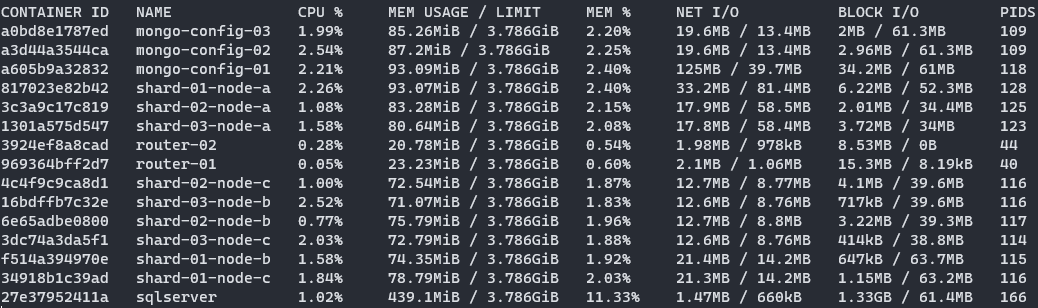 CONTAINER ID NAME CPU % MEM USAGE / LIMIT MEM % NET I/O BLOCK I/O PIDS
a0bd8e1787ed mongo-config-03 1.99% 85.26MiB / 3.786GiB 2.20% 19.6MB / 13.4MB 2MB / 61.3MB 109
a3d44a3544ca mongo-config-02 2.54% 87.2MiB / 3.786GiB 2.25% 19.6MB / 13.4MB 2.96MB / 61.3MB 109
a605b9a32832 mongo-config-01 2.21% 93.09MiB / 3.786GiB 2.40% 125MB / 39.7MB 34.2MB / 61MB 118
817023e82b42 shard-01-node-a 2.26% 93.07MiB / 3.786GiB 2.40% 33.2MB / 81.4MB 6.22MB / 52.3MB 128
3c3a9c17c819 shard-02-node-a 1.08% 83.28MiB / 3.786GiB 2.15% 17.9MB / 58.5MB 2.01MB / 34.4MB 125
1301a575d547 shard-03-node-a 1.58% 80.64MiB / 3.786GiB 2.08% 17.8MB / 58.4MB 3.72MB / 34MB 123
3924ef8a8cad router-02 0.28% 20.78MiB / 3.786GiB 0.54% 1.98MB / 978kB 8.53MB / 0B 44
969364bff2d7 router-01 0.05% 23.23MiB / 3.786GiB 0.60% 2.1MB / 1.06MB 15.3MB / 8.19kB 40
4c4f9c9ca8d1 shard-02-node-c 1.00% 72.54MiB / 3.786GiB 1.87% 12.7MB / 8.77MB 4.1MB / 39.6MB 116
16bdffb7c32e shard-03-node-b 2.52% 71.07MiB / 3.786GiB 1.83% 12.6MB / 8.76MB 717kB / 39.6MB 116
6e65adbe0800 shard-02-node-b 0.77% 75.79MiB / 3.786GiB 1.96% 12.7MB / 8.8MB 3.22MB / 39.3MB 117
3dc74a3da5f1 shard-03-node-c 2.03% 72.79MiB / 3.786GiB 1.88% 12.6MB / 8.76MB 414kB / 38.8MB 114
f514a394970e shard-01-node-b 1.58% 74.35MiB / 3.786GiB 1.92% 21.4MB / 14.2MB 647kB / 63.7MB 115
34918b1c39ad shard-01-node-c 1.84% 78.79MiB / 3.786GiB 2.03% 21.3MB / 14.2MB 1.15MB / 63.2MB 116
27e37952411a sqlserver 1.02% 439.1MiB / 3.786GiB 11.33% 1.47MB / 660kB 1.33GB / 61.4MB 166